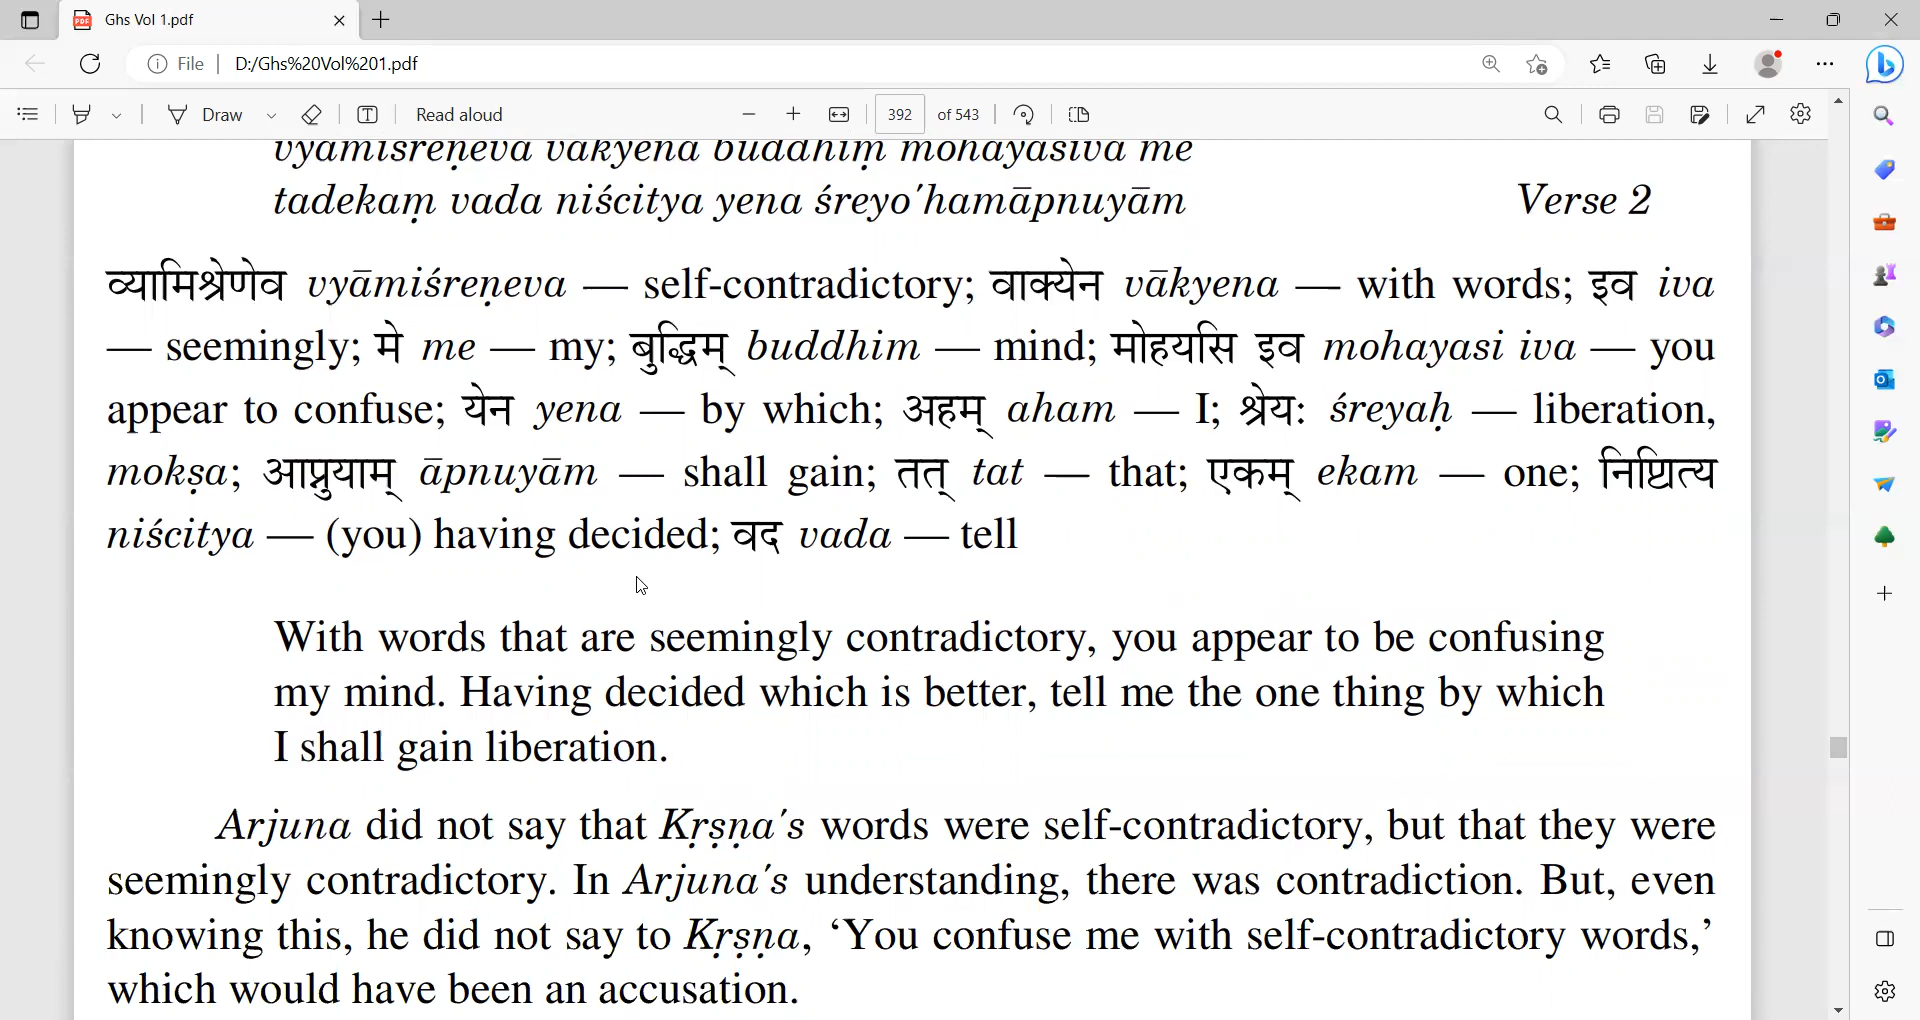 Ghs Vol 1.pdf
File | D:/Ghs%20Vol%201.pdf
Draw Read aloud 392 of 543
vyāmiśreṇeva vākyena buddhiṃ mohayasīva me
tadekaṃ vada niścitya yena śreyo'hamāpnuyām Verse 2
व्यामिश्रेणेव vyāmiśreṇeva — self-contradictory; वाक्येन vākyena — with words; इव iva
— seemingly; मे me — my; बुद्धिम् buddhim — mind; मोहयसि इव mohayasi iva — you
appear to confuse; येन yena — by which; अहम् aham — I; श्रेयः śreyaḥ — liberation,
mokṣa; आप्नुयाम् āpnuyām — shall gain; तत् tat — that; एकम् ekam — one; निश्चित्य
niścitya — (you) having decided; वद vada — tell
With words that are seemingly contradictory, you appear to be confusing
my mind. Having decided which is better, tell me the one thing by which
I shall gain liberation.
Arjuna did not say that Kṛṣṇa's words were self-contradictory, but that they were
seemingly contradictory. In Arjuna's understanding, there was contradiction. But, even
knowing this, he did not say to Kṛṣṇa, ‘You confuse me with self-contradictory words,’
which would have been an accusation.